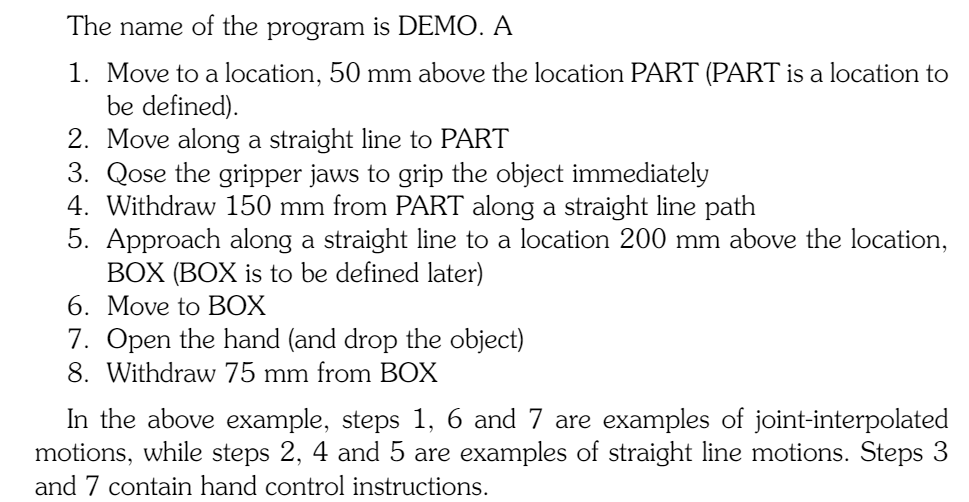 The name of the program is DEMO. A
1. Move to a location, 50 mm above the location PART (PART is a location to
be defined).
2. Move along a straight line to PART
3. Qose the gripper jaws to grip the object immediately
4. Withdraw 150 mm from PART along a straight line path
5. Approach along a straight line to a location 200 mm above the location,
BOX (BOX is to be defined later)
6. Move to BOX
7. Open the hand (and drop the object)
8. Withdraw 75 mm from BOX
In the above example, steps 1, 6 and 7 are examples of joint-interpolated
motions, while steps 2, 4 and 5 are examples of straight line motions. Steps 3
and 7 contain hand control instructions.